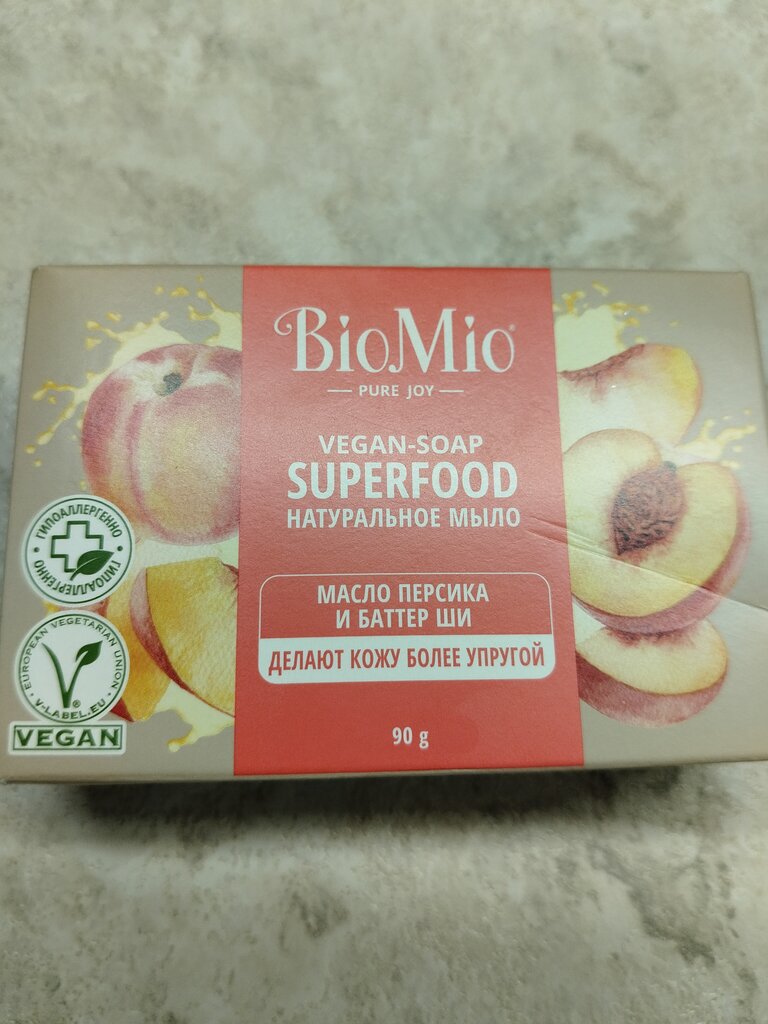 BioMio
PURE JOY
VEGAN-SOAP
SUPERFOOD
НАТУРАЛЬНОЕ МЫЛО
МАСЛО ПЕРСИКА
И БАТТЕР ШИ
ДЕЛАЮТ КОЖУ БОЛЕЕ УПРУГОЙ
90 g
ГИПОАЛЛЕРГЕННО · ГИПОАЛЛЕРГЕННО ·
· EUROPEAN VEGETARIAN UNION ·
V-LABEL.EU
®
VEGAN